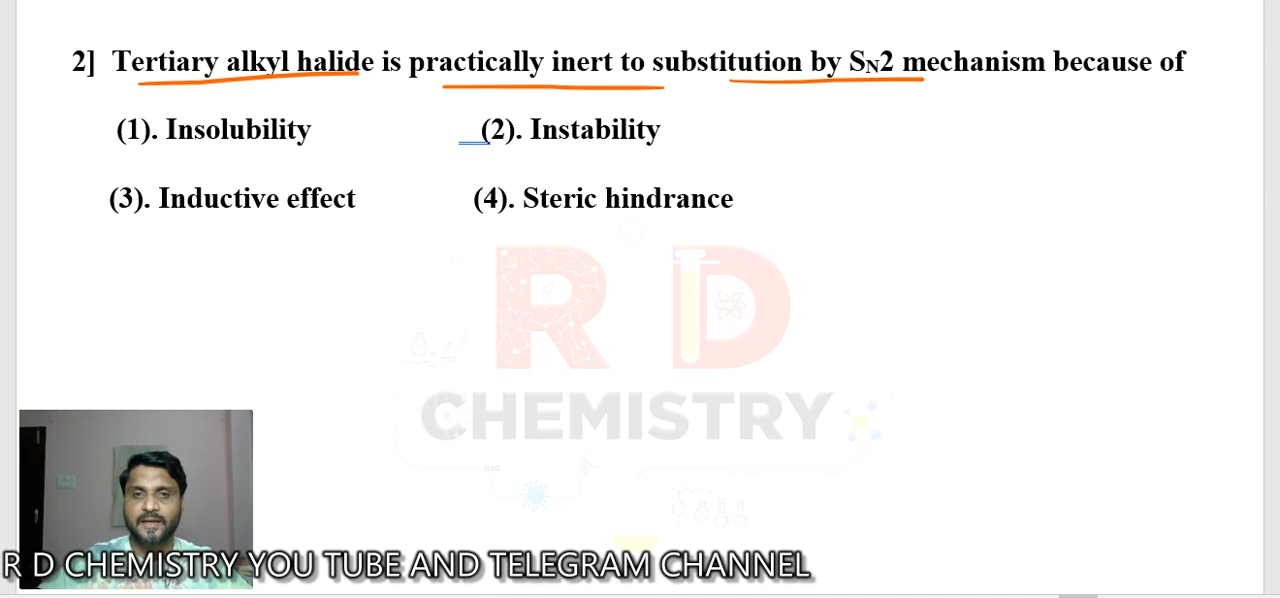 2] Tertiary alkyl halide is practically inert to substitution by SN2 mechanism because of
(1). Insolubility (2). Instability
(3). Inductive effect (4). Steric hindrance
R D
CHEMISTRY
H2O
R D CHEMISTRY YOU TUBE AND TELEGRAM CHANNEL